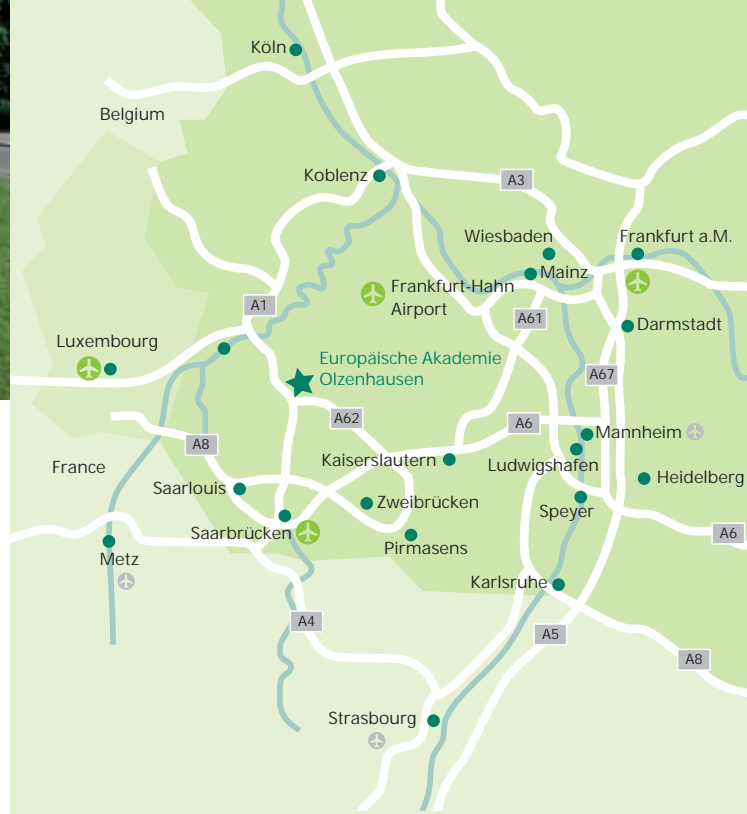 Köln
Belgium
Koblenz
A3
Wiesbaden
Frankfurt a.M.
Mainz
Frankfurt-Hahn
Airport
A1
A61
Darmstadt
Luxembourg
Europäische Akademie
Olzenhausen
A67
A62
A6
A8
Mannheim
France
Kaiserslautern
Ludwigshafen
Heidelberg
Saarlouis
Zweibrücken
Speyer
Saarbrücken
A6
Pirmasens
Metz
Karlsruhe
A4
A5
A8
Strasbourg